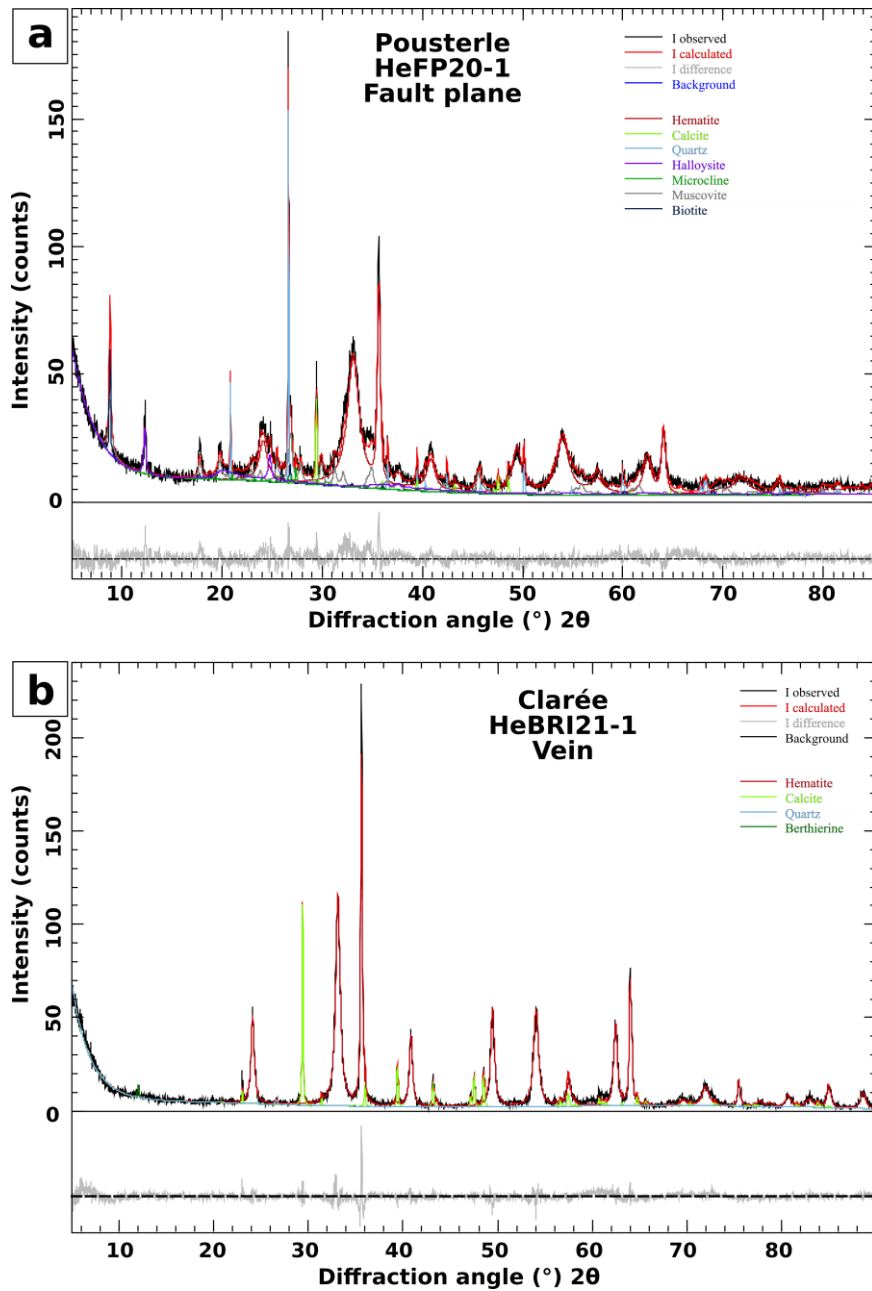 a
Pousterle
HeFP20-1
Fault plane
I observed
I calculated
I difference
Background
Hematite
Calcite
Quartz
Halloysite
Microcline
Muscovite
Biotite
Intensity (counts)
150
100
50
0
10 20 30 40 50 60 70 80
Diffraction angle (°) 2θ
b
Clarée
HeBRI21-1
Vein
I observed
I calculated
I difference
Background
Hematite
Calcite
Quartz
Berthierine
Intensity (counts)
200
150
100
50
0
10 20 30 40 50 60 70 80
Diffraction angle (°) 2θ